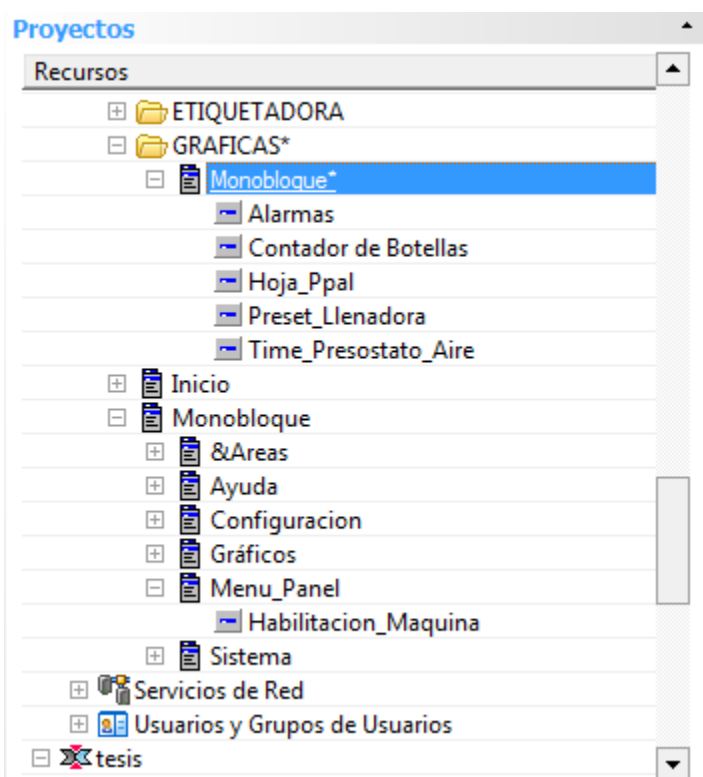 Proyectos
Recursos
ETIQUETADORA
GRAFICAS*
Monobloque*
Alarmas
Contador de Botellas
Hoja_Ppal
Preset_Llenadora
Time_Presostato_Aire
Inicio
Monobloque
&Areas
Ayuda
Configuracion
Gráficos
Menu_Panel
Habilitacion_Maquina
Sistema
Servicios de Red
Usuarios y Grupos de Usuarios
tesis